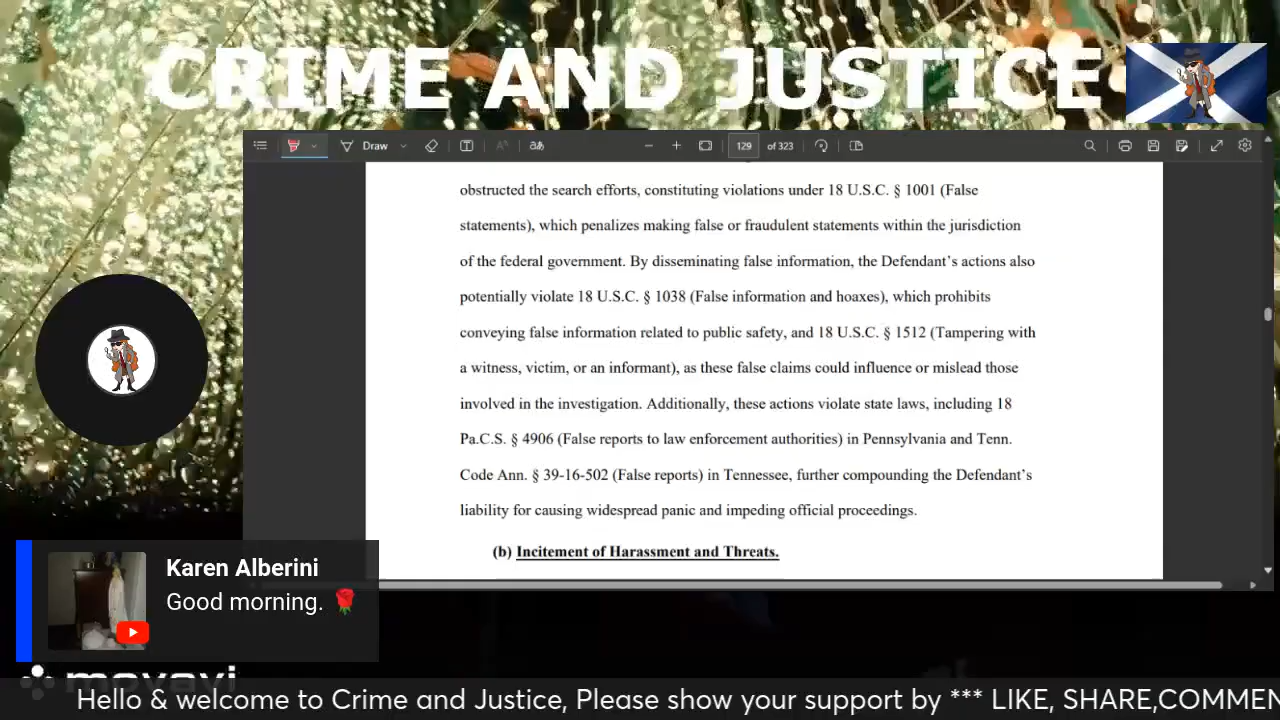 CRIME AND JUSTICE
Draw
129 of 323
obstructed the search efforts, constituting violations under 18 U.S.C. § 1001 (False
statements), which penalizes making false or fraudulent statements within the jurisdiction
of the federal government. By disseminating false information, the Defendant’s actions also
potentially violate 18 U.S.C. § 1038 (False information and hoaxes), which prohibits
conveying false information related to public safety, and 18 U.S.C. § 1512 (Tampering with
a witness, victim, or an informant), as these false claims could influence or mislead those
involved in the investigation. Additionally, these actions violate state laws, including 18
Pa.C.S. § 4906 (False reports to law enforcement authorities) in Pennsylvania and Tenn.
Code Ann. § 39-16-502 (False reports) in Tennessee, further compounding the Defendant’s
liability for causing widespread panic and impeding official proceedings.
(b) Incitement of Harassment and Threats.
Karen Alberini
Good morning. 🌹
movavi
Hello & welcome to Crime and Justice, Please show your support by *** LIKE, SHARE,COMMEN